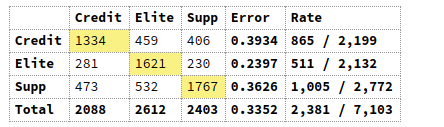 Credit Elite Supp Error Rate
Credit 1334 459 406 0.3934 865 / 2,199
Elite 281 1621 230 0.2397 511 / 2,132
Supp 473 532 1767 0.3626 1,005 / 2,772
Total 2088 2612 2403 0.3352 2,381 / 7,103